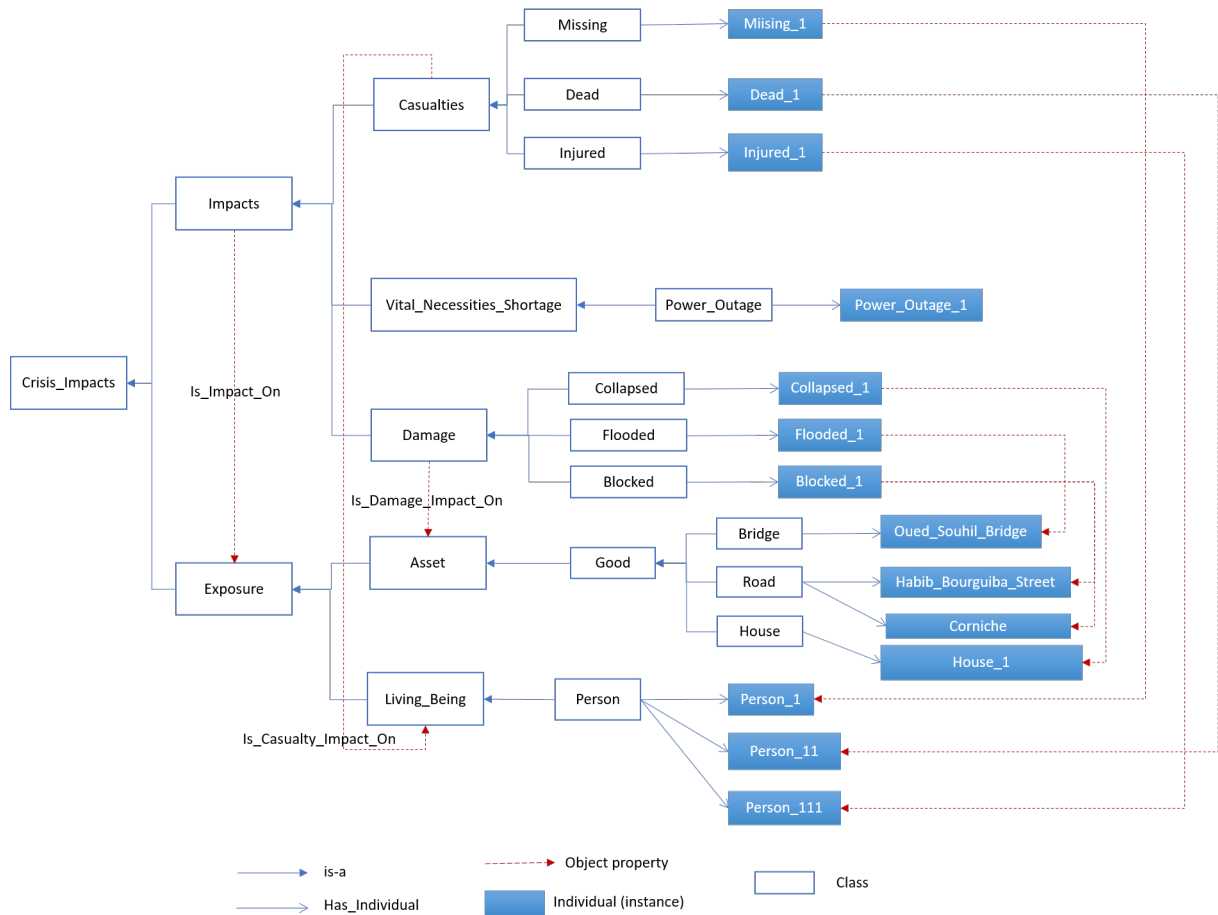 Missing
Miising_1
Casualties
Dead
Dead_1
Injured
Injured_1
Impacts
Vital_Necessities_Shortage
Power_Outage
Power_Outage_1
Crisis_Impacts
Is_Impact_On
Collapsed
Collapsed_1
Damage
Flooded
Flooded_1
Blocked
Blocked_1
Is_Damage_Impact_On
Bridge
Oued_Souhil_Bridge
Asset
Good
Exposure
Road
Habib_Bourguiba_Street
Corniche
House
House_1
Living_Being
Person
Person_1
Is_Casualty_Impact_On
Person_11
Person_111
is-a
Object property
Class
Has_Individual
Individual (instance)